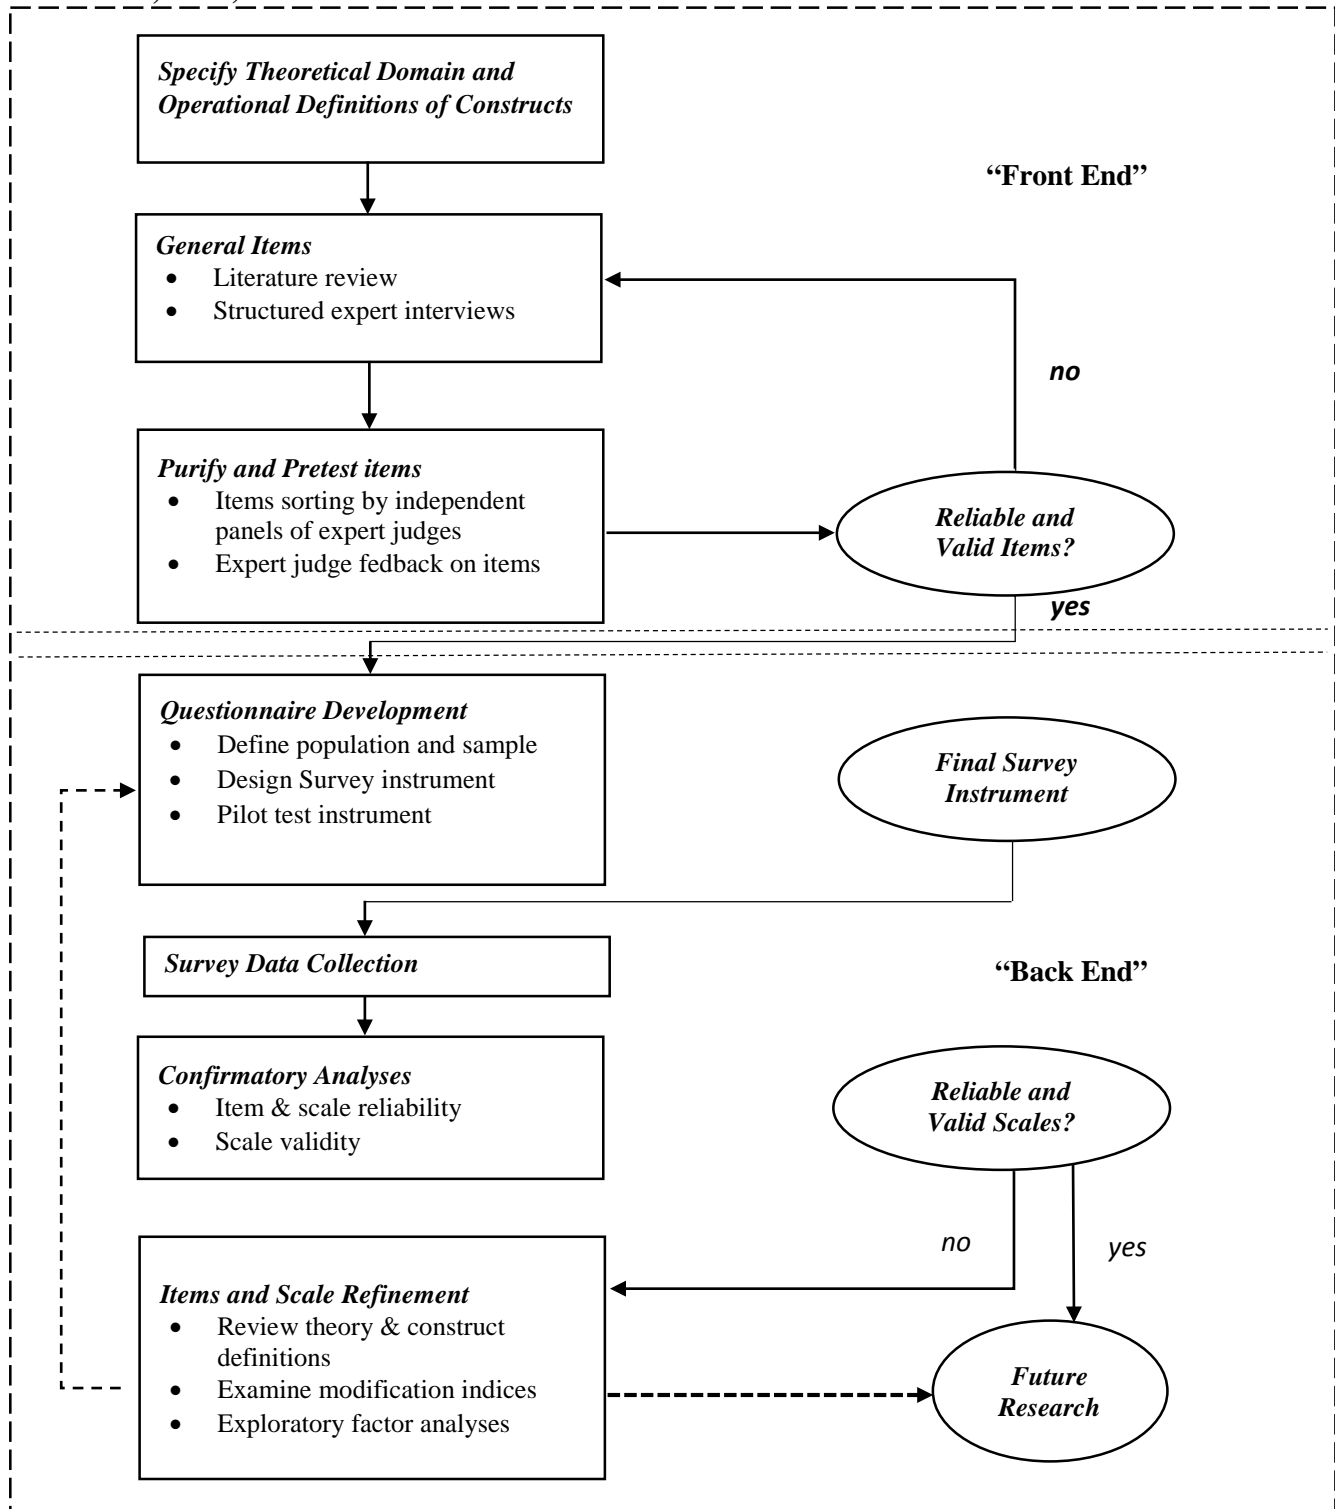 Specify Theoretical Domain and
Operational Definitions of Constructs
“Front End”
General Items
• Literature review
• Structured expert interviews
no
Purify and Pretest items
• Items sorting by independent
panels of expert judges
• Expert judge fedback on items
Reliable and
Valid Items?
yes
Questionnaire Development
• Define population and sample
• Design Survey instrument
• Pilot test instrument
Final Survey
Instrument
Survey Data Collection
“Back End”
Confirmatory Analyses
• Item & scale reliability
• Scale validity
Reliable and
Valid Scales?
no
yes
Items and Scale Refinement
• Review theory & construct
definitions
• Examine modification indices
• Exploratory factor analyses
Future
Research